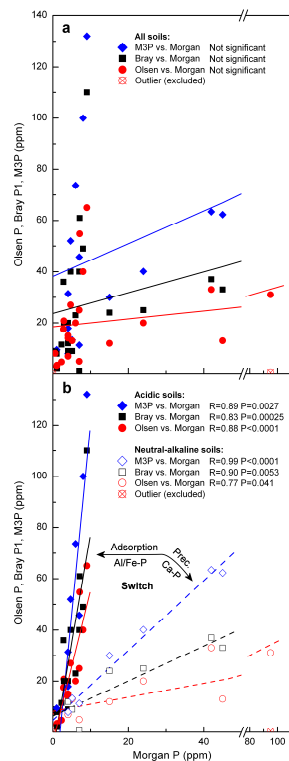 140
120
100
80
60
40
20
Olsen P, Bray P1, M3P (ppm)
a
All soils:
M3P vs. Morgan Not significant
Bray vs. Morgan Not significant
Olsen vs. Morgan Not significant
Outlier (excluded)
b
120
100
80
60
40
20
0
Olsen P, Bray P1, M3P (ppm)
Acidic soils:
M3P vs. Morgan R=0.89 P=0.0027
Bray vs. Morgan R=0.83 P=0.00025
Olsen vs. Morgan R=0.88 P<0.0001
Neutral-alkaline soils:
M3P vs. Morgan R=0.99 P<0.0001
Bray vs. Morgan R=0.90 P=0.0053
Olsen vs. Morgan R=0.77 P=0.041
Outlier (excluded)
Adsorption
Al/Fe-P
Prec.
Ca-P
Switch
0 20 40 80 100
Morgan P (ppm)